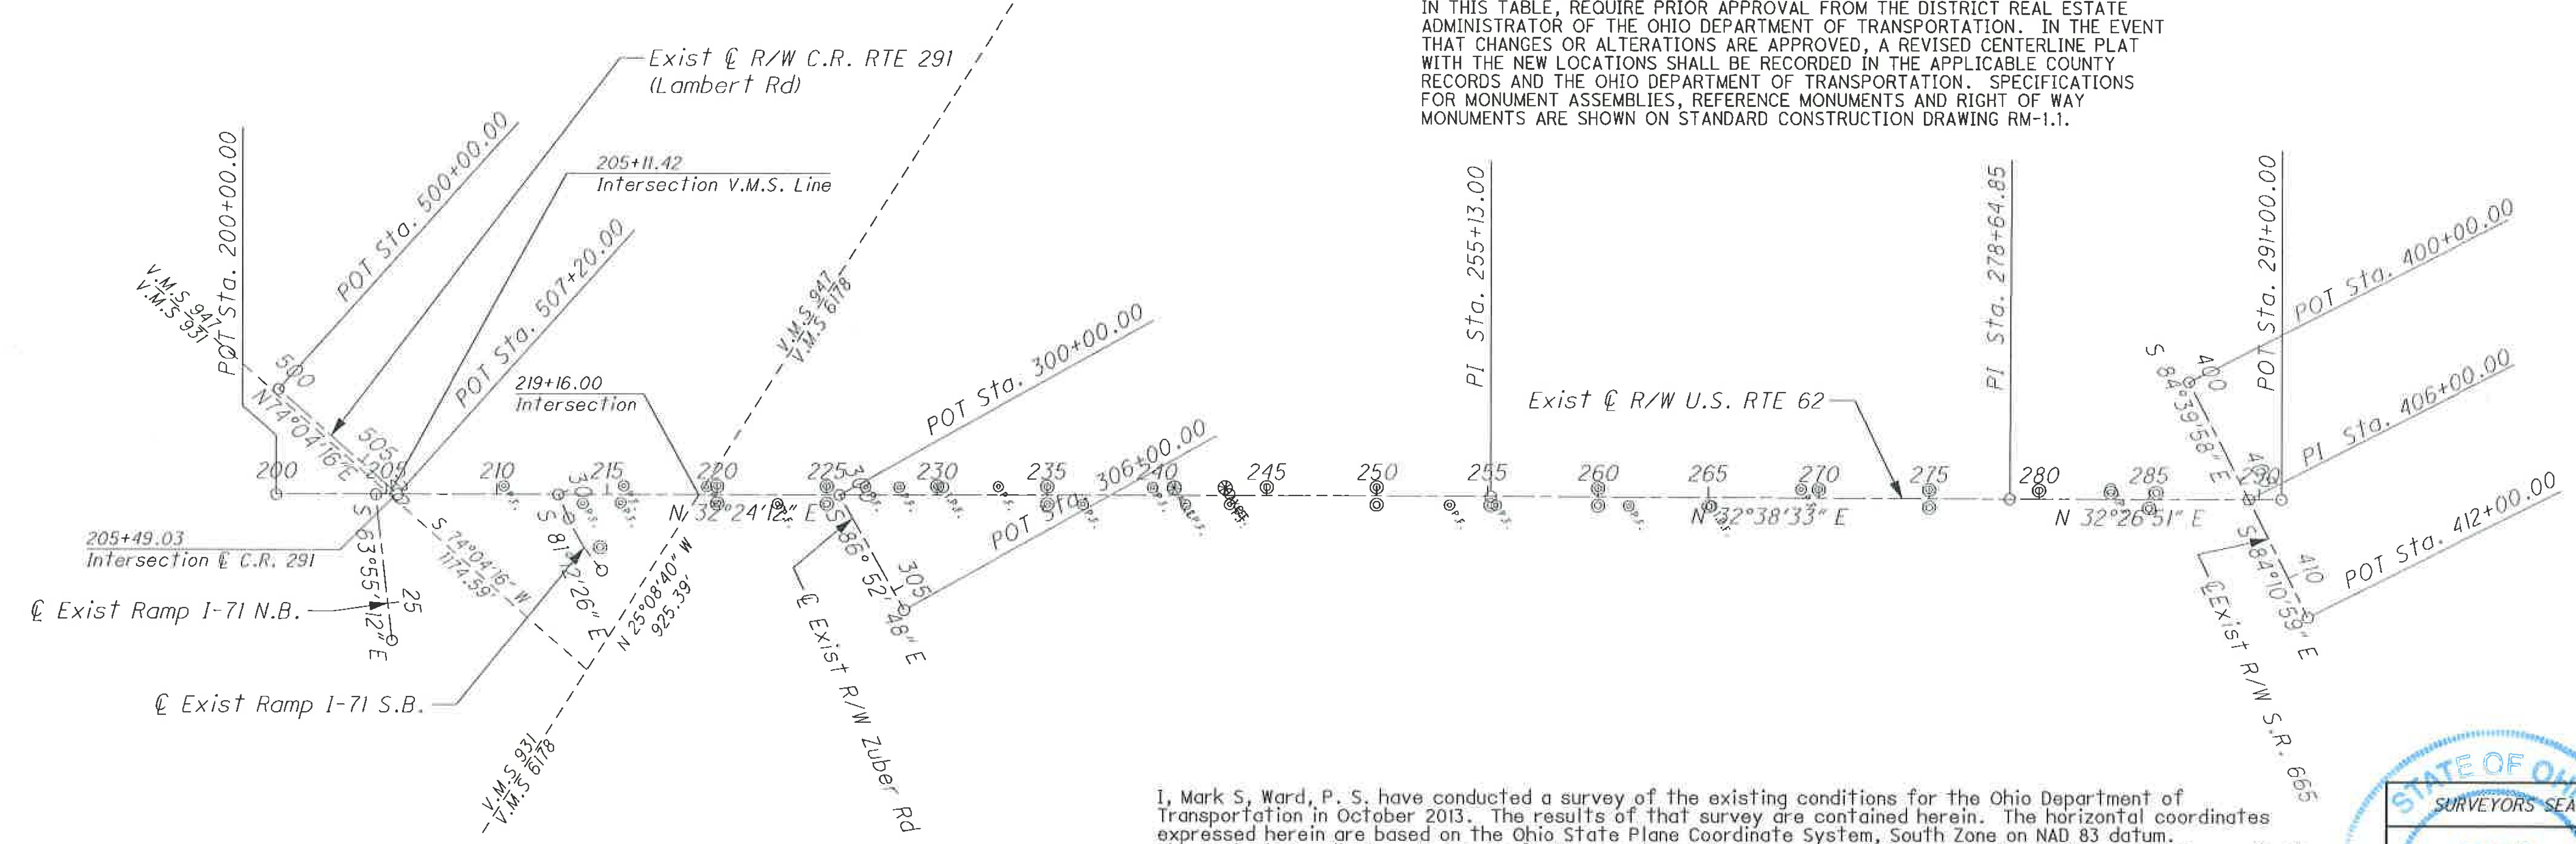 IN THIS TABLE, REQUIRE PRIOR APPROVAL FROM THE DISTRICT REAL ESTATE
ADMINISTRATOR OF THE OHIO DEPARTMENT OF TRANSPORTATION. IN THE EVENT
THAT CHANGES OR ALTERATIONS ARE APPROVED, A REVISED CENTERLINE PLAT
WITH THE NEW LOCATIONS SHALL BE RECORDED IN THE APPLICABLE COUNTY
RECORDS AND THE OHIO DEPARTMENT OF TRANSPORTATION. SPECIFICATIONS
FOR MONUMENT ASSEMBLIES, REFERENCE MONUMENTS AND RIGHT OF WAY
MONUMENTS ARE SHOWN ON STANDARD CONSTRUCTION DRAWING RM-1.1.
Exist ℄ R/W C.R. RTE 291
(Lambert Rd)
POT Sta. 200+00.00
POT Sta. 500+00.00
205+11.42
Intersection V.M.S. Line
POT Sta. 507+20.00
V.M.S 947
V.M.S 931
219+16.00
Intersection
V.M.S 947
V.M.S 6178
POT Sta. 300+00.00
POT Sta. 306+00.00
PI Sta. 255+13.00
Exist ℄ R/W U.S. RTE 62
PI Sta. 278+64.85
POT Sta. 291+00.00
POT Sta. 400+00.00
PI Sta. 406+00.00
POT Sta. 412+00.00
500
N74°04'16"E
505
400
S 84°39'58" E
200 205 210 215 220 225 230 235 240 245 250 255 260 265 270 275 280 285 290
30
N 32°24'12" E
N 32°38'33" E
N 32°26'51" E
205+49.03
Intersection ℄ C.R. 291
S 63°55'12"E
25
S 74°04'16" W
1174.59'
N 25°08'40" W
925.39'
S 86° 52' 48" E
305
S 84°10'59" E
410
℄ Exist Ramp I-71 N.B.
℄ Exist Ramp I-71 S.B.
V.M.S 931
V.M.S 6178
℄ Exist R/W Zuber Rd
℄ Exist R/W S.R. 665
I, Mark S, Ward, P. S. have conducted a survey of the existing conditions for the Ohio Department of
Transportation in October 2013. The results of that survey are contained herein. The horizontal coordinates
expressed herein are based on the Ohio State Plane Coordinate System, South Zone on NAD 83 datum.
STATE OF OH
SURVEYORS SEA